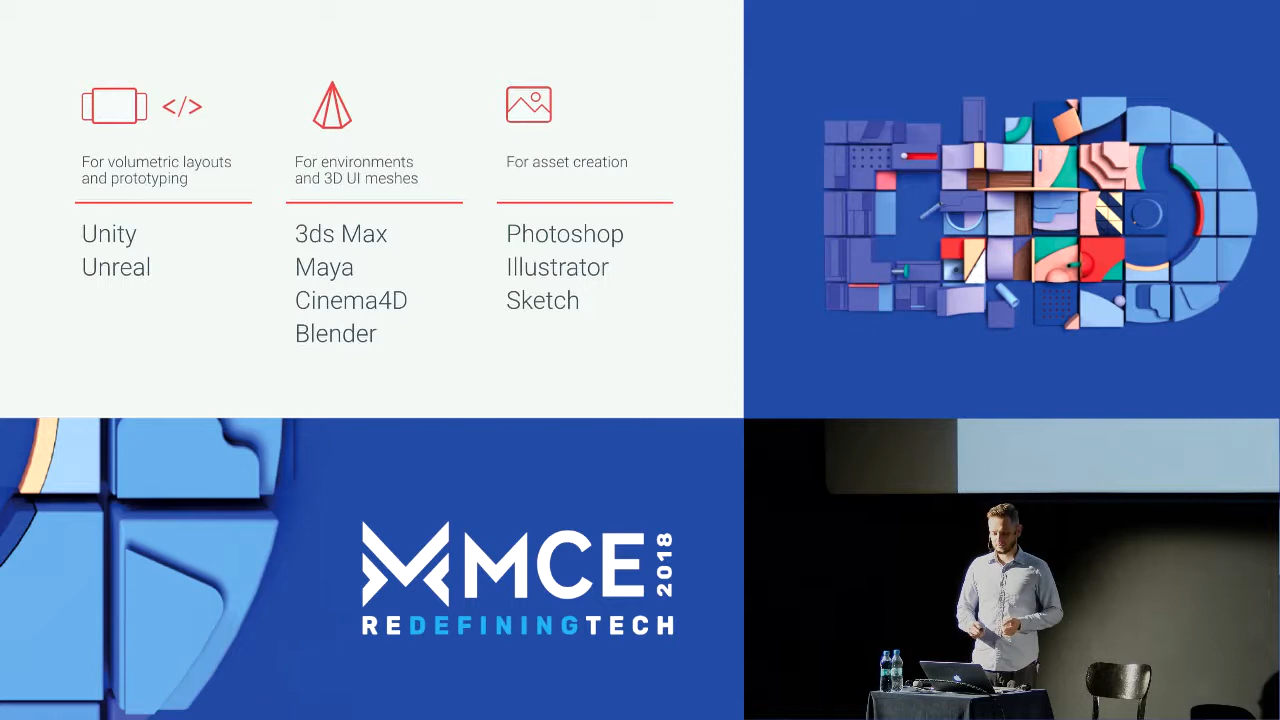 </>
For volumetric layouts
and prototyping
Unity
Unreal
For environments
and 3D UI meshes
3ds Max
Maya
Cinema4D
Blender
For asset creation
Photoshop
Illustrator
Sketch
MCE 2018
REDEFININGTECH